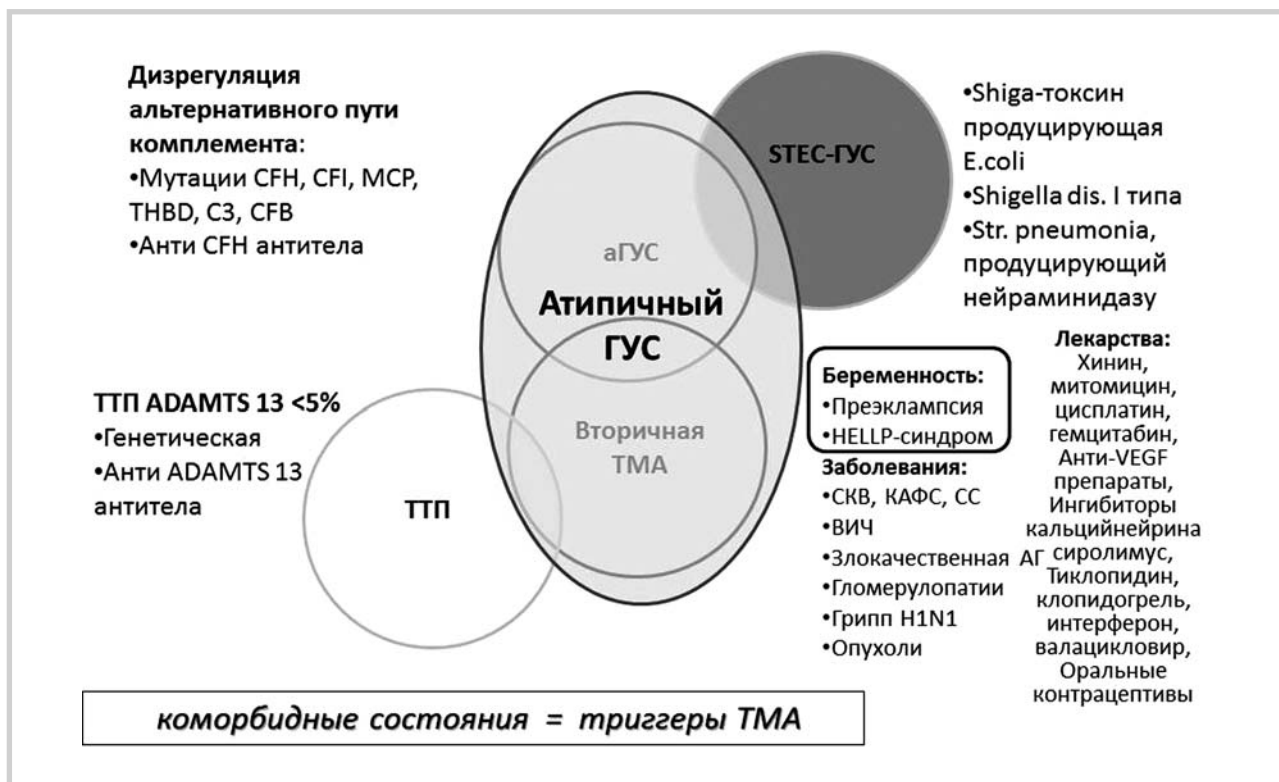 Дизрегуляция
альтернативного пути
комплемента:
•Мутации CFH, CFI, MCP,
THBD, C3, CFB
•Анти CFH антитела
STEC-ГУС
•Shiga-токсин
продуцирующая
E.coli
•Shigella dis. I типа
•Str. pneumonia,
продуцирующий
нейраминидазу
аГУС
Атипичный
ГУС
Вторичная
ТМА
ТТП ADAMTS 13 <5%
•Генетическая
•Анти ADAMTS 13
антитела
ТТП
Беременность:
•Преэклампсия
•HELLP-синдром
Заболевания:
•СКВ, КАФС, СС
•ВИЧ
•Злокачественная АГ
•Гломерулопатии
•Грипп H1N1
•Опухоли
Лекарства:
Хинин,
митомицин,
цисплатин,
гемцитабин,
Анти-VEGF
препараты,
Ингибиторы
кальцийнейрина
сиролимус,
Тиклопидин,
клопидогрель,
интерферон,
валацикловир,
Оральные
контрацептивы
коморбидные состояния = триггеры ТМА